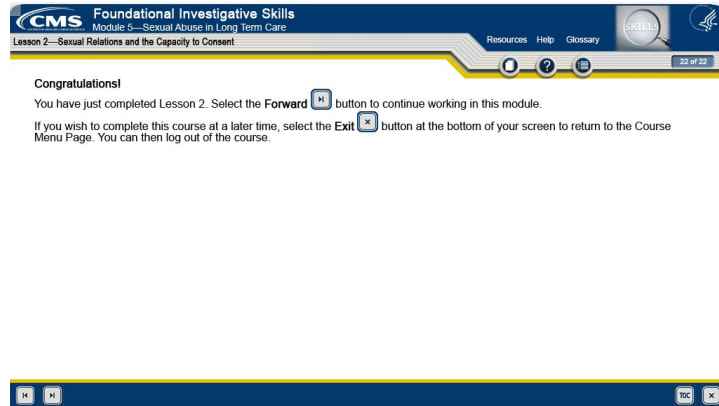 CMS
Foundational Investigative Skills
Module 5—Sexual Abuse in Long Term Care
Lesson 2—Sexual Relations and the Capacity to Consent
Resources Help Glossary
SKILLS
?
22 of 22
Congratulations!
You have just completed Lesson 2. Select the Forward button to continue working in this module.
If you wish to complete this course at a later time, select the Exit button at the bottom of your screen to return to the Course
Menu Page. You can then log out of the course.
TOC